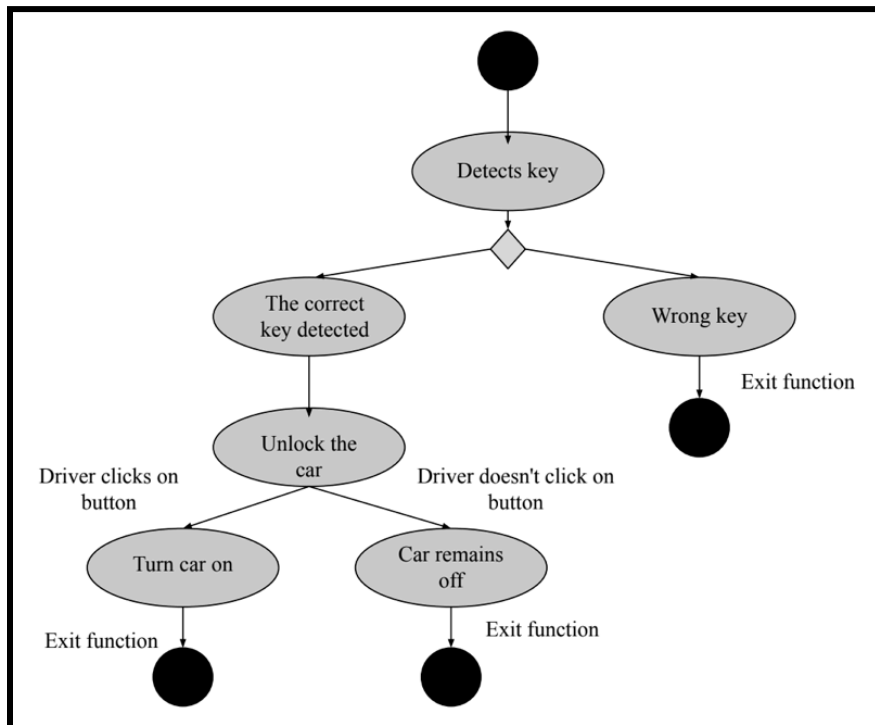 Detects key
The correct
key detected
Wrong key
Exit function
Unlock the
car
Driver clicks on
button
Driver doesn't click on
button
Turn car on
Car remains
off
Exit function
Exit function